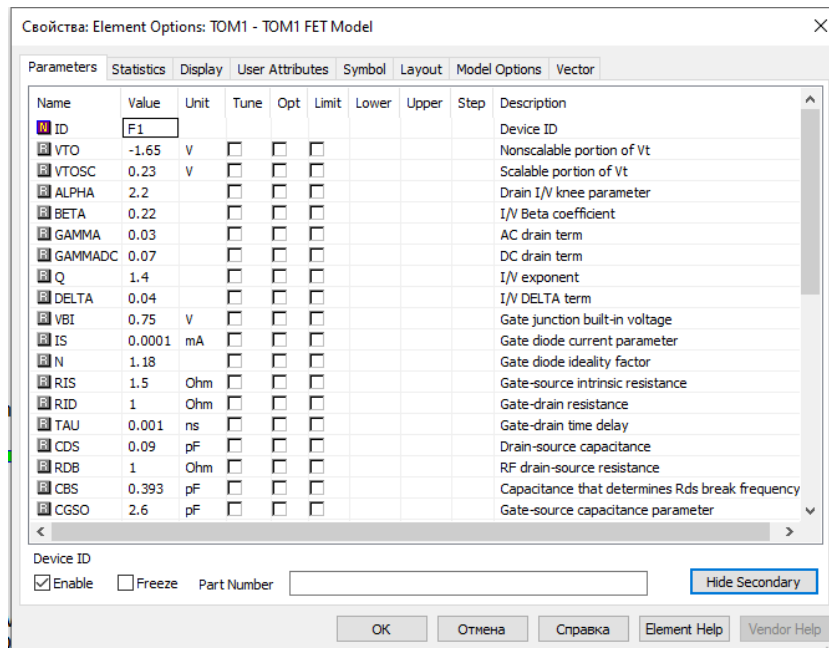 Свойства: Element Options: TOM1 - TOM1 FET Model
Parameters Statistics Display User Attributes Symbol Layout Model Options Vector
Name Value Unit Tune Opt Limit Lower Upper Step Description
N ID F1 Device ID
R VTO -1.65 V Nonscalable portion of Vt
R VTOSC 0.23 V Scalable portion of Vt
R ALPHA 2.2 Drain I/V knee parameter
R BETA 0.22 I/V Beta coefficient
R GAMMA 0.03 AC drain term
R GAMMADC 0.07 DC drain term
R Q 1.4 I/V exponent
R DELTA 0.04 I/V DELTA term
R VBI 0.75 V Gate junction built-in voltage
R IS 0.0001 mA Gate diode current parameter
R N 1.18 Gate diode ideality factor
R RIS 1.5 Ohm Gate-source intrinsic resistance
R RID 1 Ohm Gate-drain resistance
R TAU 0.001 ns Gate-drain time delay
R CDS 0.09 pF Drain-source capacitance
R RDB 1 Ohm RF drain-source resistance
R CBS 0.393 pF Capacitance that determines Rds break frequency
R CGSO 2.6 pF Gate-source capacitance parameter
Device ID
Enable Freeze Part Number Hide Secondary
OK Отмена Справка Element Help Vendor Help